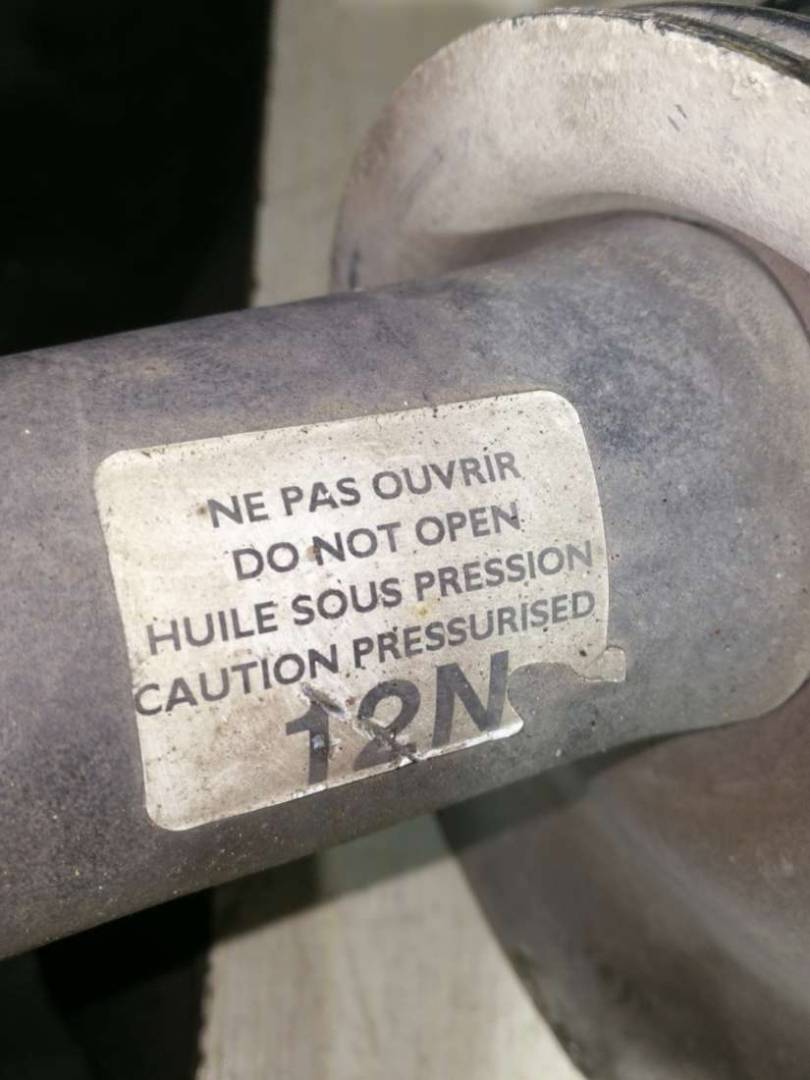 NE PAS OUVRIR
DO NOT OPEN
HUILE SOUS PRESSION
CAUTION PRESSURISED
12N